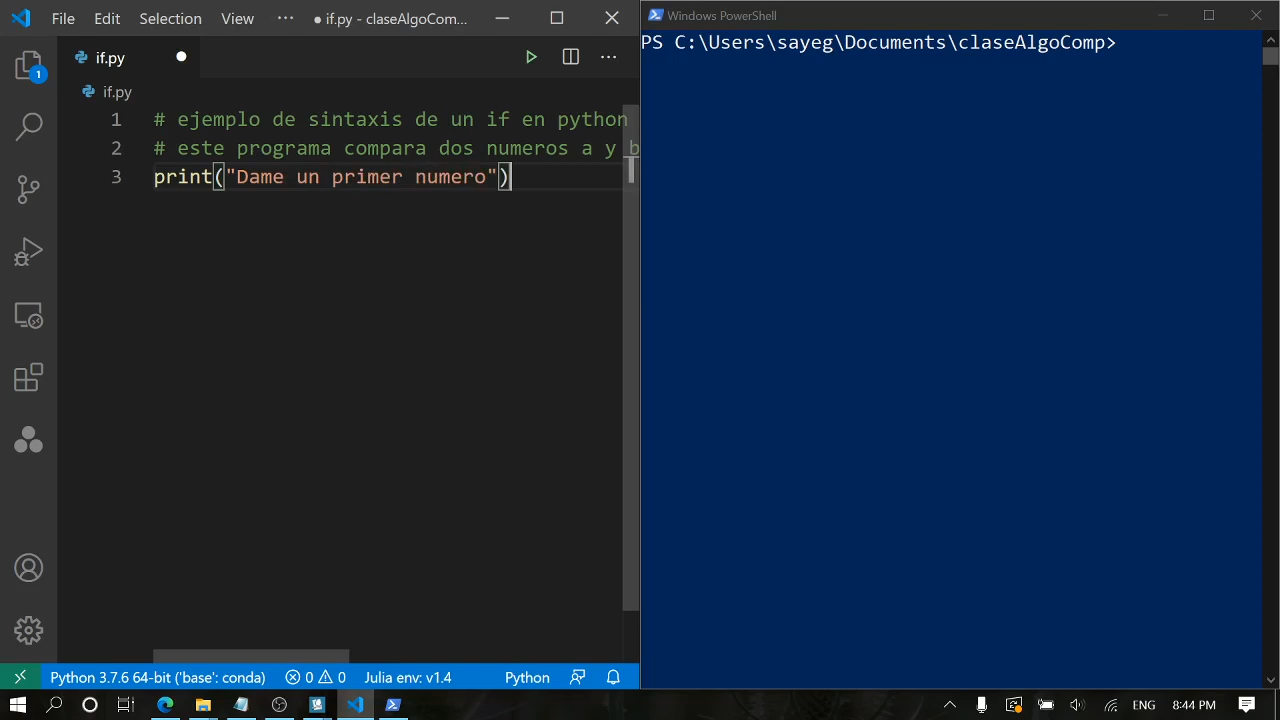 File Edit Selection View ··· ● if.py - claseAlgoCom...
if.py
if.py
1 # ejemplo de sintaxis de un if en python
2 # este programa compara dos numeros a y b
3 print("Dame un primer numero")
1
Python 3.7.6 64-bit ('base': conda) 0 0 Julia env: v1.4 Python
Windows PowerShell
PS C:\Users\sayeg\Documents\claseAlgoComp>
ENG 8:44 PM